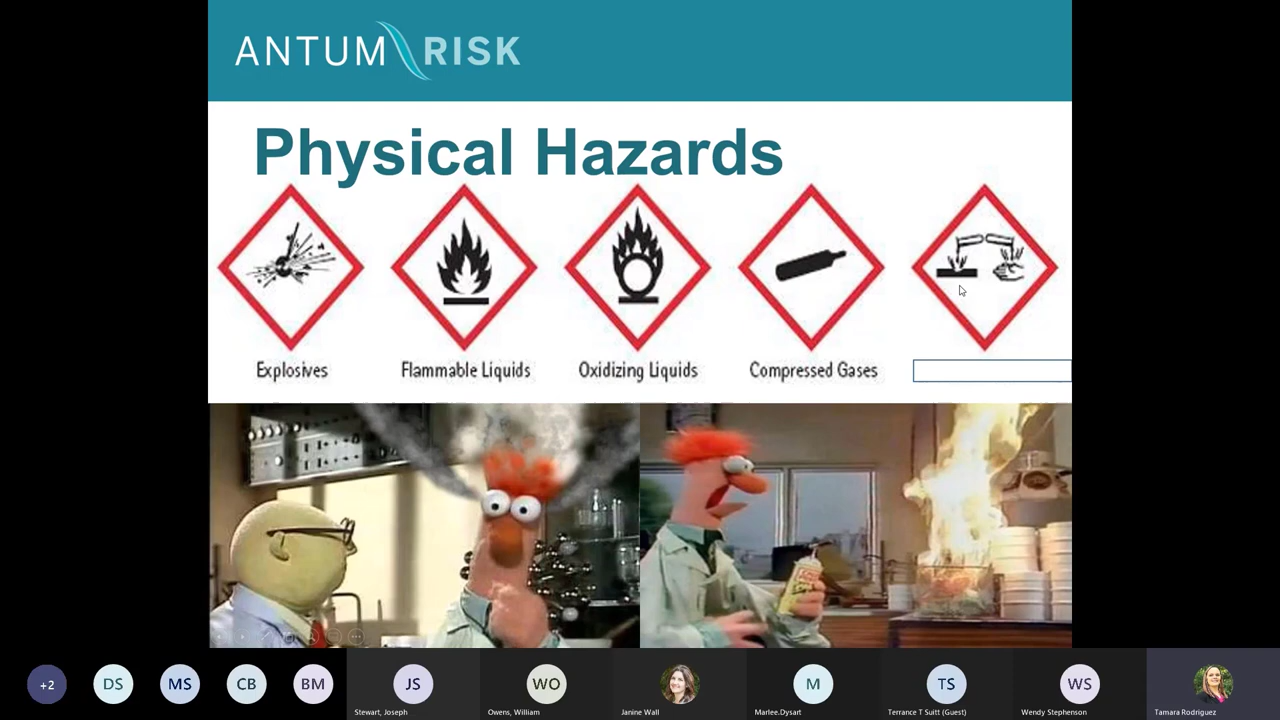 ANTUM RISK
Physical Hazards
Explosives
Flammable Liquids
Oxidizing Liquids
Compressed Gases
+2
DS
MS
CB
BM
JS
WO
M
TS
WS
Stewart, Joseph
Owens, William
Janine Wall
Marlee.Dysart
Terrance T Suitt (Guest)
Wendy Stephenson
Tamara Rodriguez